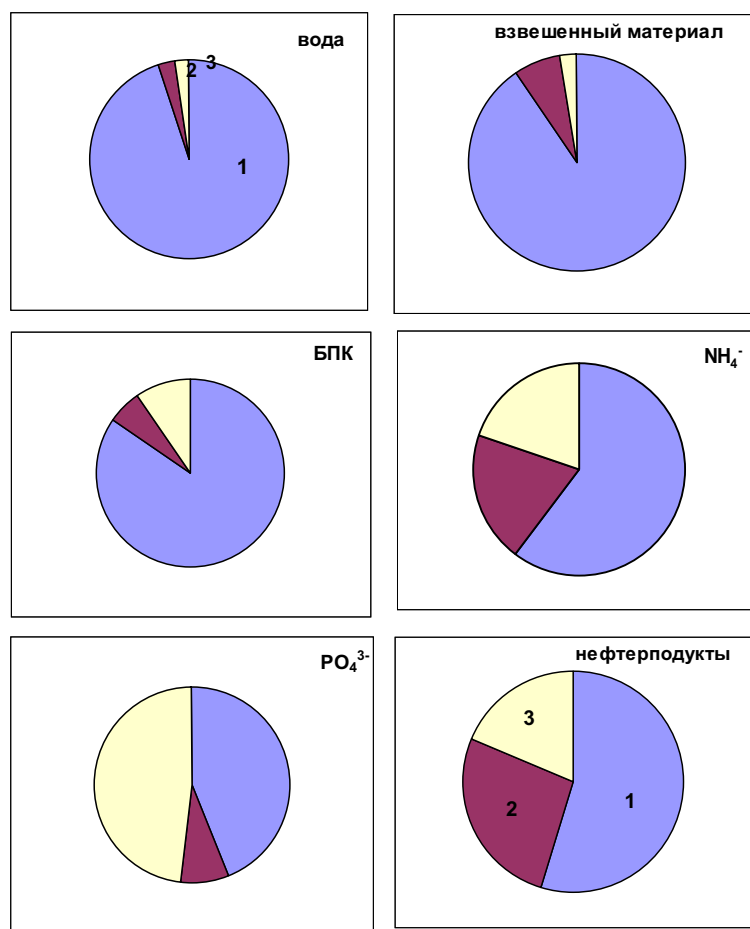 вода
3
2
1
взвешенный материал
БПК
NH₄⁻
PO₄³⁻
нефтерподукты
3
2
1